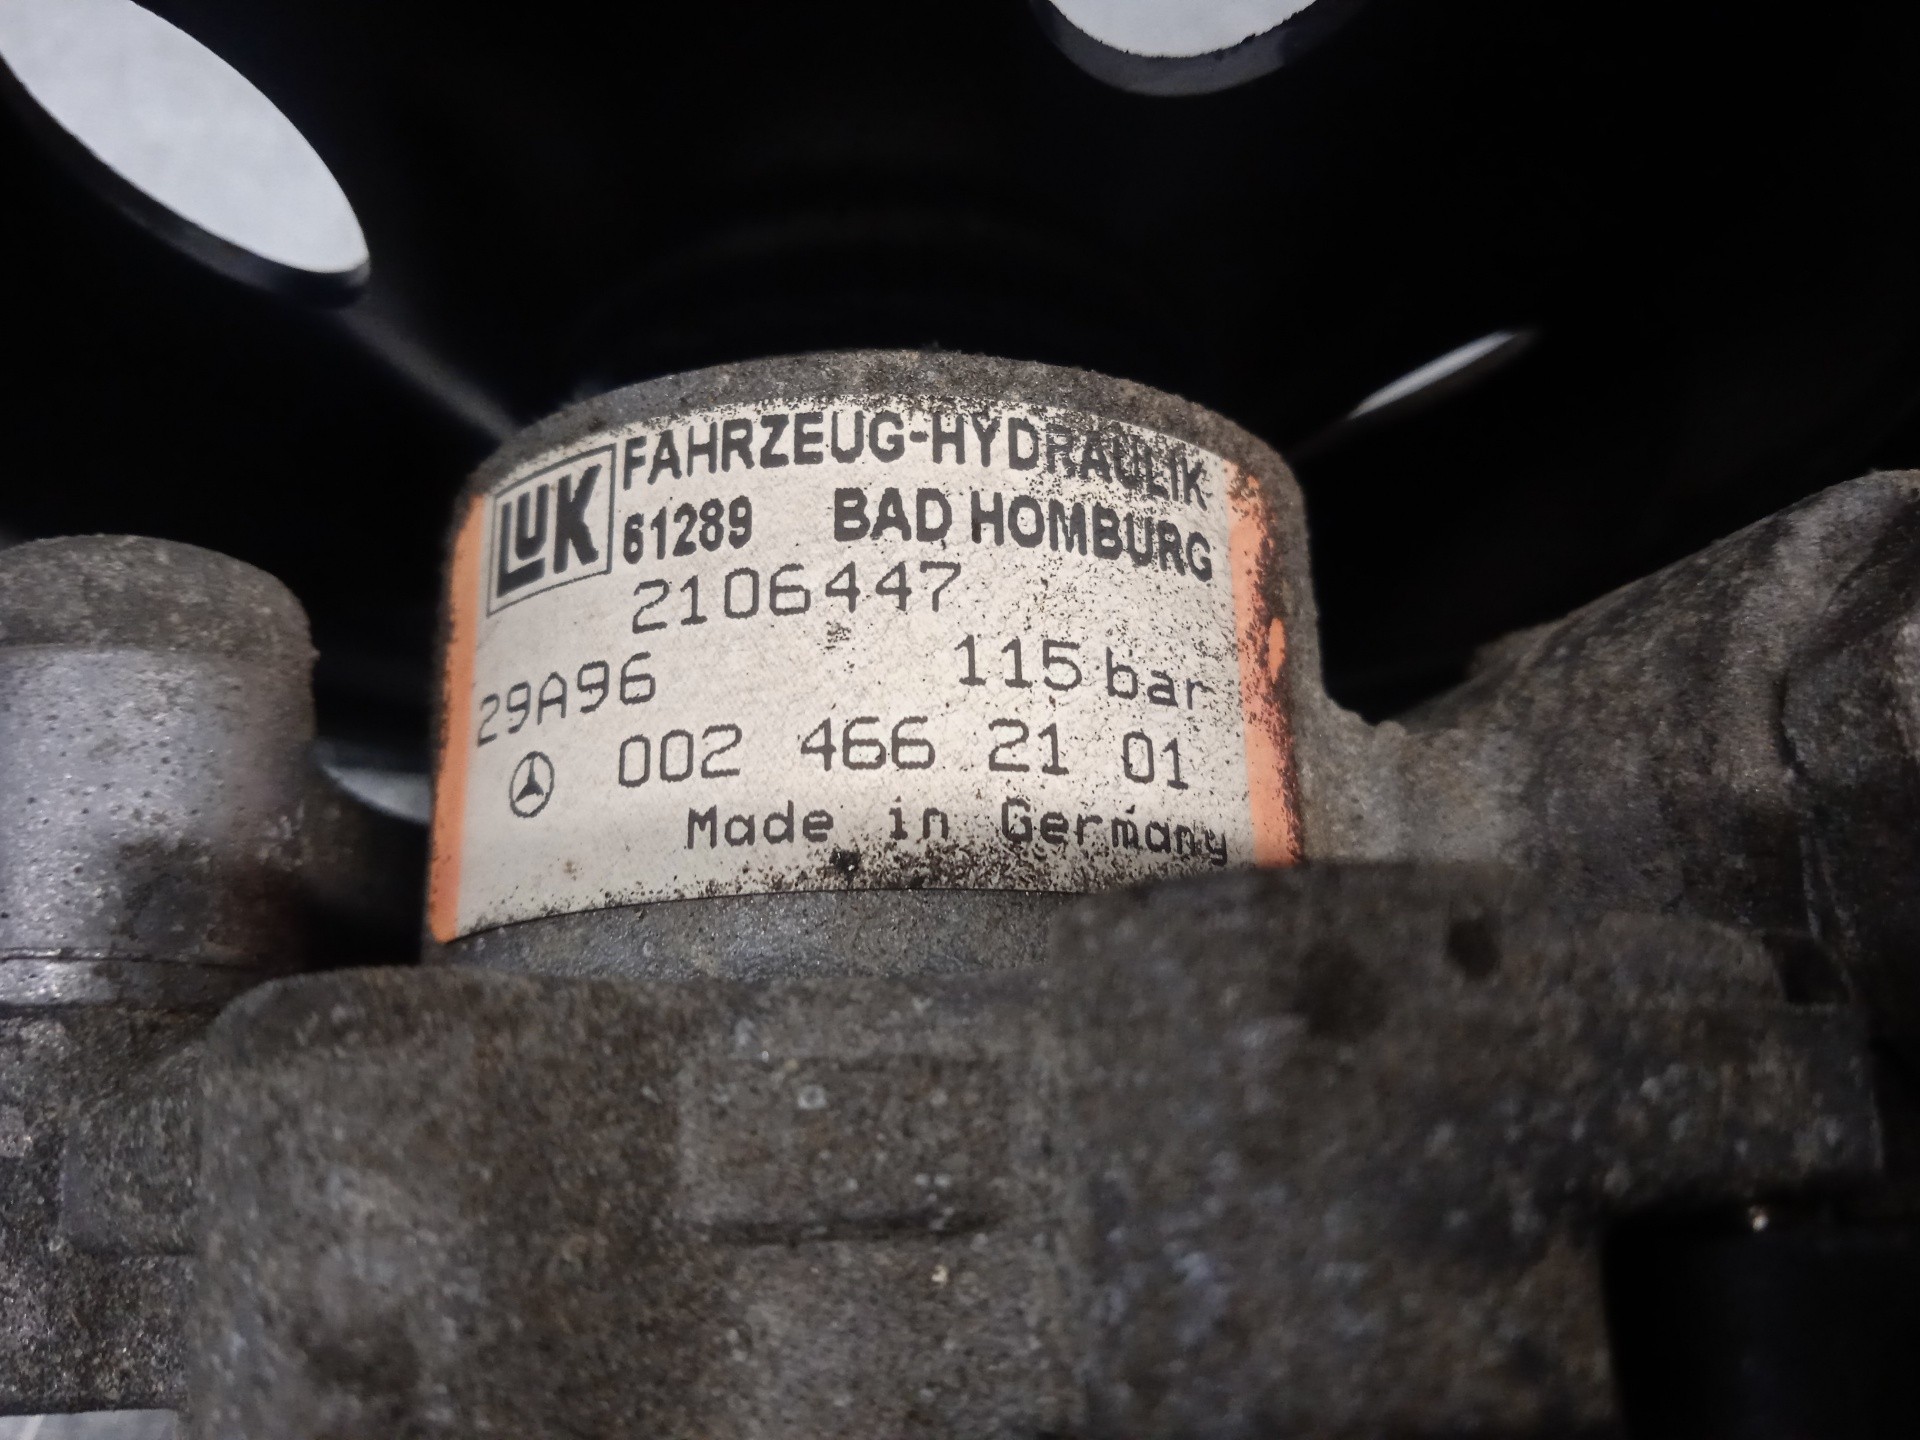 LuK FAHRZEUG-HYDRAULIK
61289 BAD HOMBURG
2106447
29A96 115 bar
002 466 21 01
Made in Germany